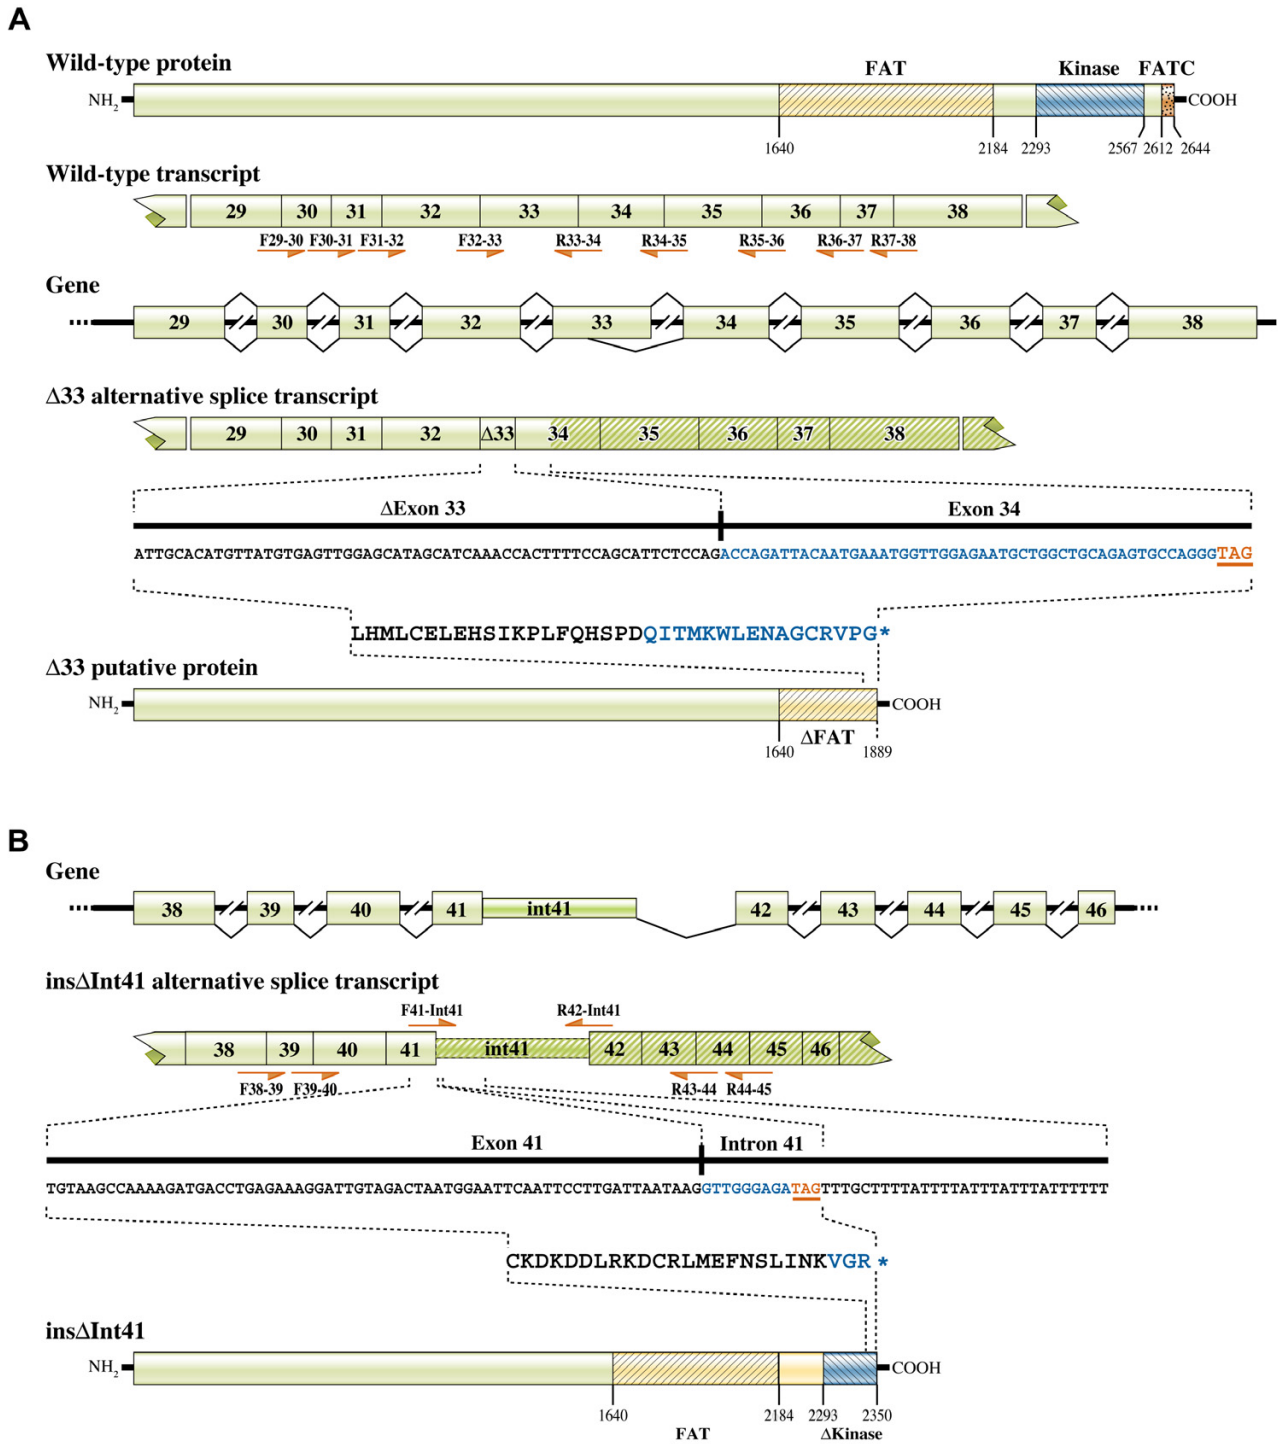 A
Wild-type protein
FAT Kinase FATC
NH2 COOH
1640 2184 2293 2567 2612 2644
Wild-type transcript
29 30 31 32 33 34 35 36 37 38
F29-30 F30-31 F31-32 F32-33 R33-34 R34-35 R35-36 R36-37 R37-38
Gene
29 30 31 32 33 34 35 36 37 38
Δ33 alternative splice transcript
29 30 31 32 Δ33 34 35 36 37 38
ΔExon 33 Exon 34
ATTGCACATGTTATGTGAGTTGGAGCATAGCATCAAACCACTTTTCCAGCATTCTCCAGACCAGATTACAATGAAATGGTTGGAGAATGCTGGCTGCAGAGTGCCAGGGTAG
LHMLCELEHSIKPLFQHSPDQITMKWLENAGCRVPG*
Δ33 putative protein
NH2 COOH
ΔFAT
1640 1889
B
Gene
38 39 40 41 int41 42 43 44 45 46
insΔInt41 alternative splice transcript
F41-Int41 R42-Int41
38 39 40 41 int41 42 43 44 45 46
F38-39 F39-40 R43-44 R44-45
Exon 41 Intron 41
TGTAAGCCAAAAGATGACCTGAGAAAGGATTGTAGACTAATGGAATTCAATTCCTTGATTAATAAGGTTGGGAGATAGTTTGCTTTTATTTTATTTATTTATTTTTT
CKDKDDLRKDCRLMEFNSLINKVGR*
insΔInt41
NH2 COOH
1640 2184 2293 2350
FAT ΔKinase